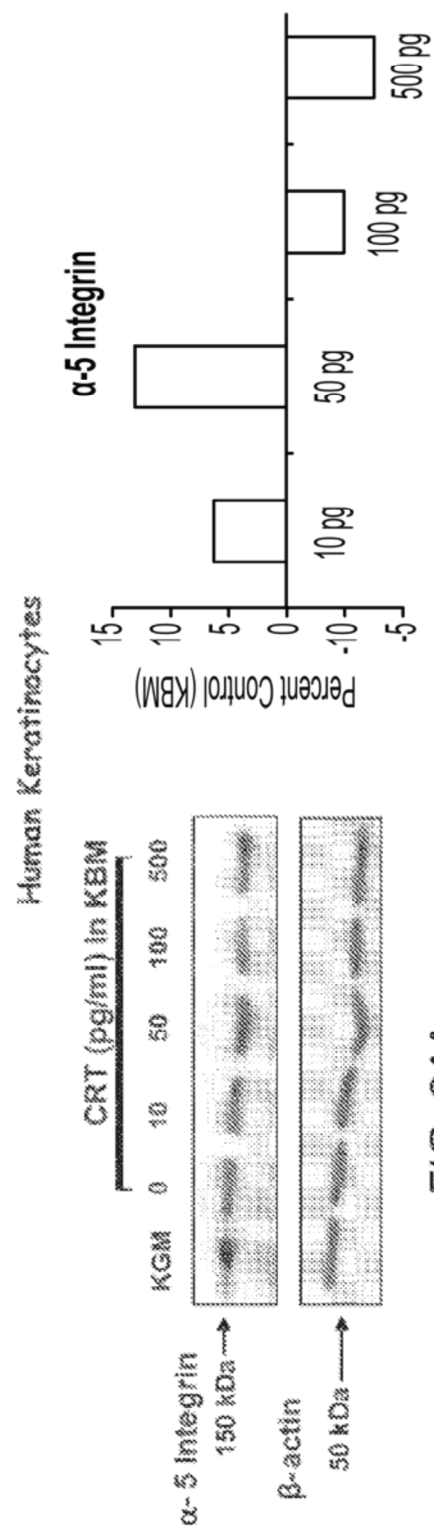 Human Keratinocytes
CRT (pg/ml) in KBM
KGM 0 10 50 100 500
α- 5 Integrin
150 kDa
β-actin
50 kDa
α-5 Integrin
Percent Control (KBM)
15
10
5
0
-10
-5
10 pg
50 pg
100 pg
500 pg